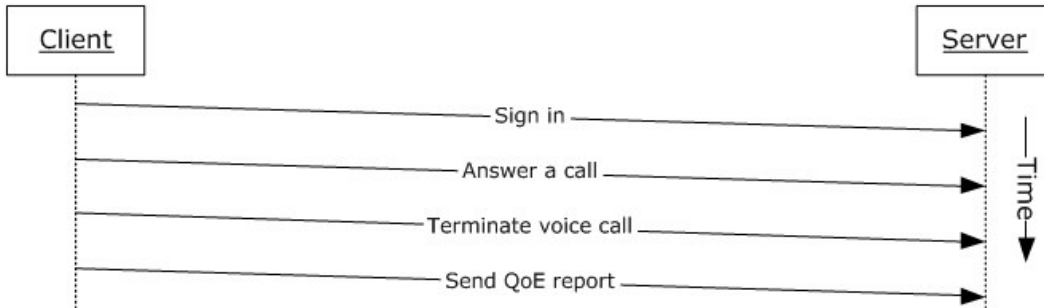 Client
Server
Sign in
Answer a call
Terminate voice call
Send QoE report
Time